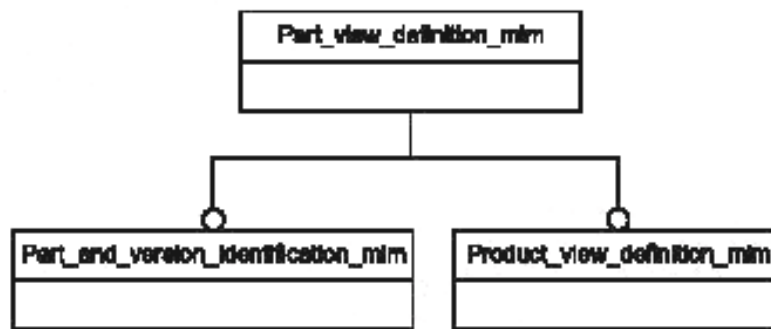 Part_view_definition_mim
Part_and_version_identification_mim
Product_view_definition_mim